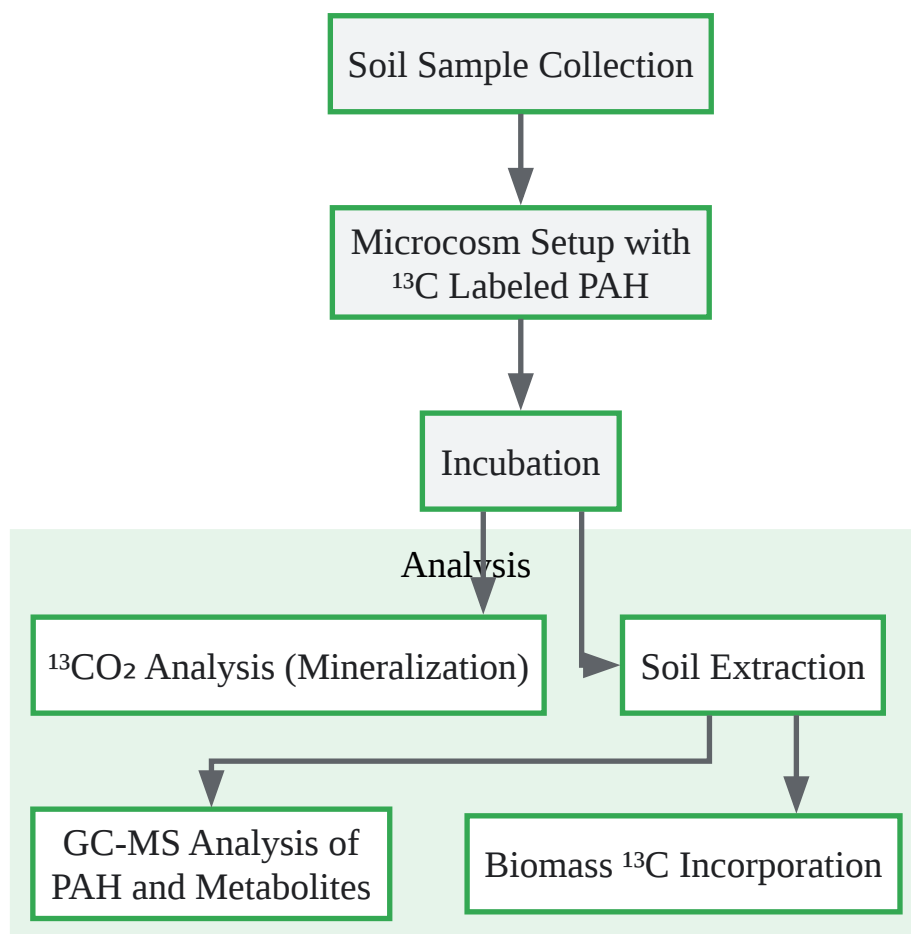 Soil Sample Collection
Microcosm Setup with
¹³C Labeled PAH
Incubation
Analysis
¹³CO₂ Analysis (Mineralization)
Soil Extraction
GC-MS Analysis of
PAH and Metabolites
Biomass ¹³C Incorporation